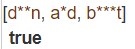 [d**n, a*d, b***t]
true